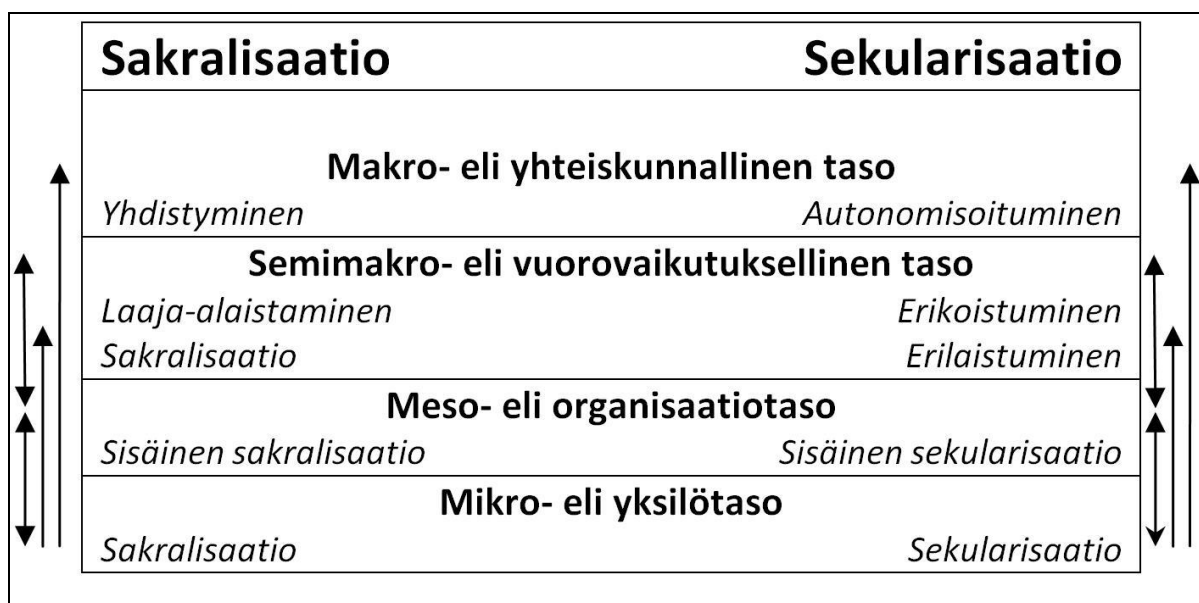 Sakralisaatio Sekularisaatio
Makro- eli yhteiskunnallinen taso
Yhdistyminen Autonomisoituminen
Semimakro- eli vuorovaikutuksellinen taso
Laaja-alaistaminen Erikoistuminen
Sakralisaatio Erilaistuminen
Meso- eli organisaatiotaso
Sisäinen sakralisaatio Sisäinen sekularisaatio
Mikro- eli yksilötaso
Sakralisaatio Sekularisaatio